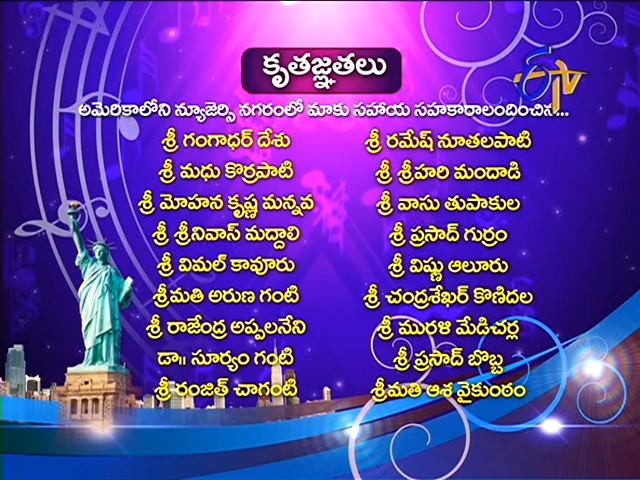 కృతజ్ఞతలు
ETV
అమెరికాలోని న్యూజెర్సి నగరంలో మాకు సహాయ సహకారాలందించిన...
శ్రీ గంగాధర్ దేశు శ్రీ రమేష్ నూతలపాటి
శ్రీ మధు కొర్రపాటి శ్రీ శ్రీహరి మందాడి
శ్రీ మోహన కృష్ణ మన్నవ శ్రీ వాసు తుపాకుల
శ్రీ శ్రీనివాస్ మద్దాలి శ్రీ ప్రసాద్ గుర్రం
శ్రీ విమల్ కావూరు శ్రీ విష్ణు ఆలూరు
శ్రీమతి అరుణ గంటి శ్రీ చంద్రశేఖర్ కొణిదల
శ్రీ రాజేంద్ర అప్పలనేని శ్రీ మురళి మేడిచర్ల
డా॥ సూర్యం గంటి శ్రీ ప్రసాద్ బొబ్బ
శ్రీ రంజిత్ చాగంటి శ్రీమతి ఆశ వైకుంఠం